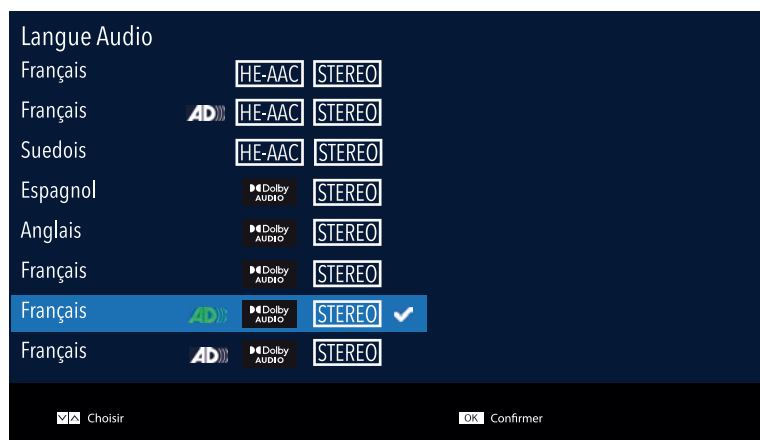 Langue Audio
Français HE-AAC STEREO
Français AD HE-AAC STEREO
Suedois HE-AAC STEREO
Espagnol Dolby AUDIO STEREO
Anglais Dolby AUDIO STEREO
Français Dolby AUDIO STEREO
Français AD Dolby AUDIO STEREO
Français AD Dolby AUDIO STEREO
Choisir OK Confirmer